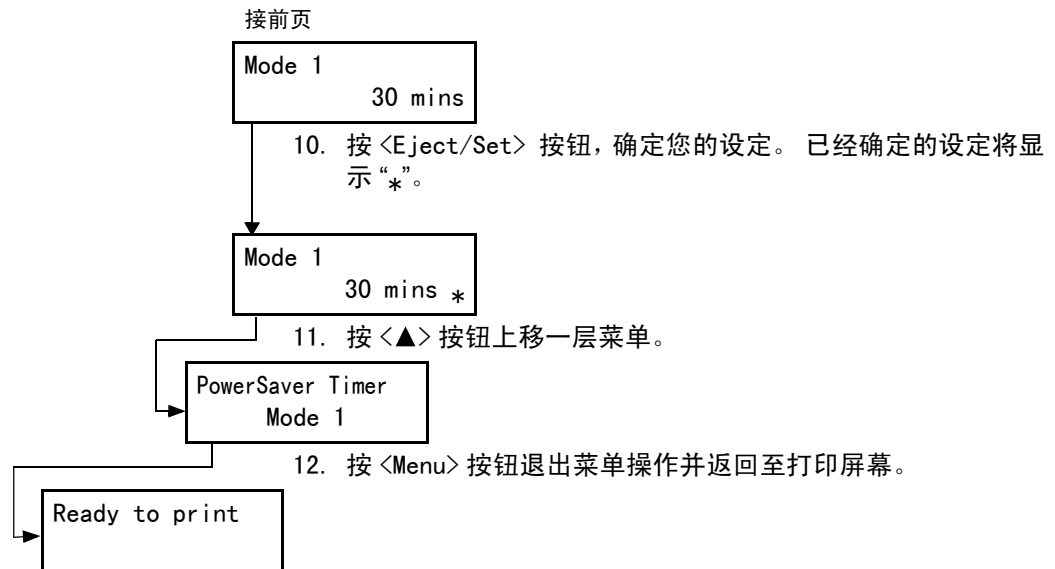 接前页
Mode 1
30 mins
10. 按 <Eject/Set> 按钮，确定您的设定。 已经确定的设定将显
示 “*”。
Mode 1
30 mins *
11. 按 <▲> 按钮上移一层菜单。
PowerSaver Timer
Mode 1
12. 按 <Menu> 按钮退出菜单操作并返回至打印屏幕。
Ready to print